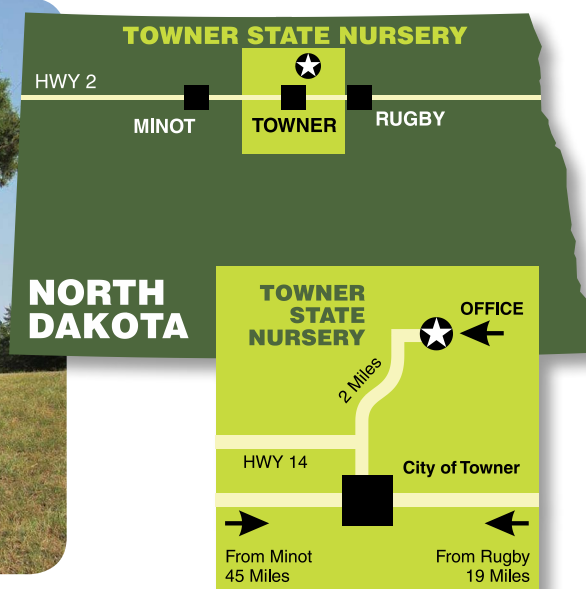 TOWNER STATE NURSERY
HWY 2
MINOT
TOWNER
RUGBY
NORTH
DAKOTA
TOWNER
STATE
NURSERY
OFFICE
2 Miles
HWY 14
City of Towner
From Minot
45 Miles
From Rugby
19 Miles